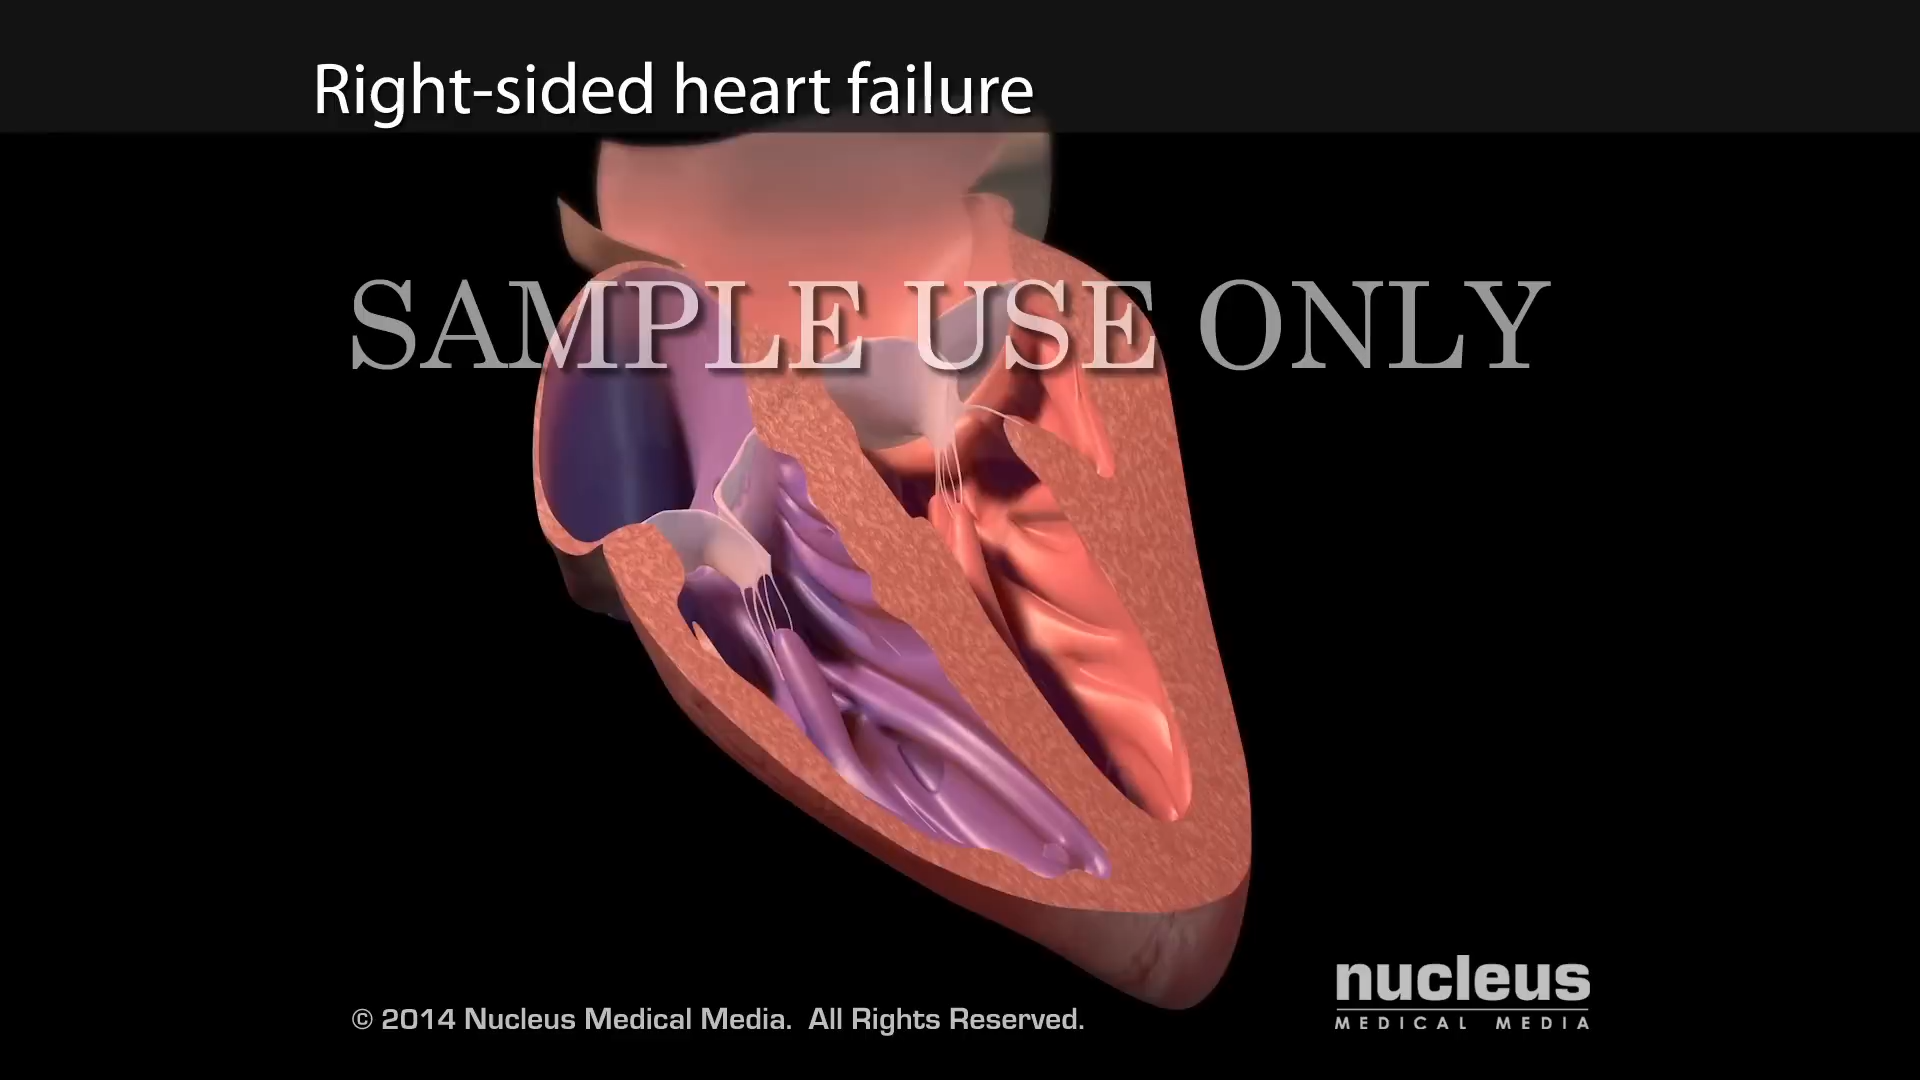 Right-sided heart failure
SAMPLE USE ONLY
© 2014 Nucleus Medical Media.  All Rights Reserved.
nucleus
MEDICAL MEDIA